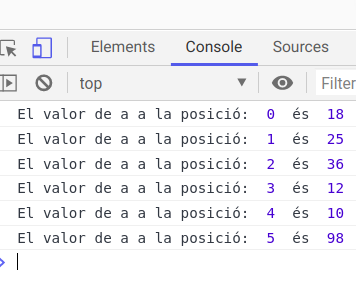 Elements Console Sources
top Filter
El valor de a a la posició: 0 és 18
El valor de a a la posició: 1 és 25
El valor de a a la posició: 2 és 36
El valor de a a la posició: 3 és 12
El valor de a a la posició: 4 és 10
El valor de a a la posició: 5 és 98